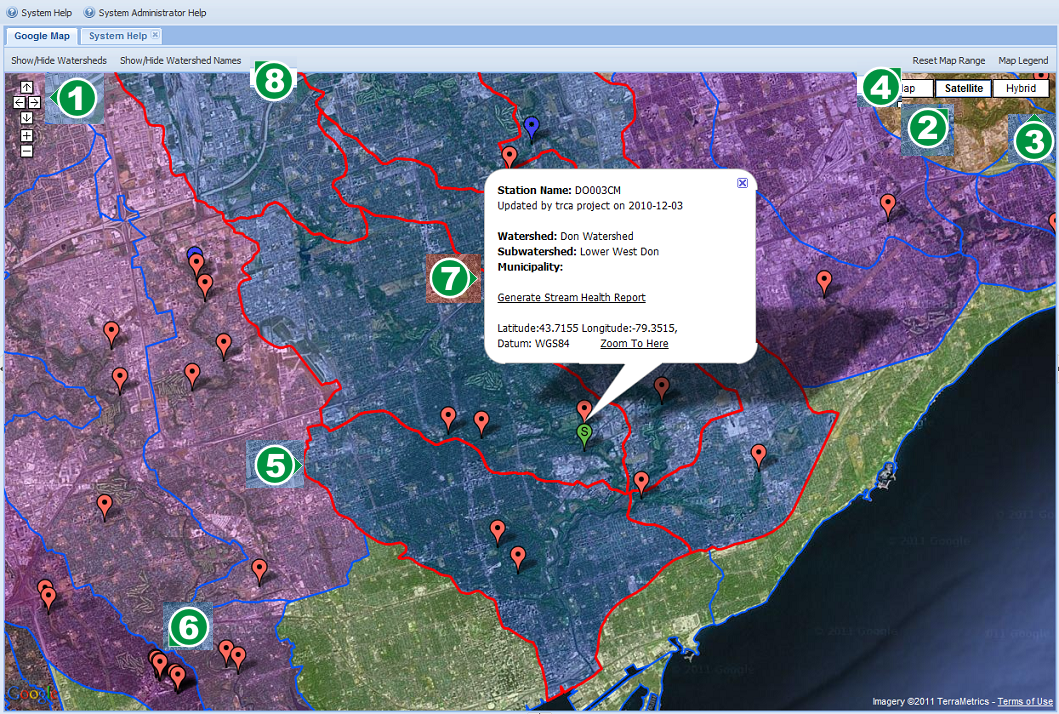 System Help System Administrator Help
Google Map System Help
Show/Hide Watersheds Show/Hide Watershed Names Reset Map Range Map Legend
8
1
4 ap Satellite Hybrid
2
3
Station Name: DO003CM
Updated by trca project on 2010-12-03
Watershed: Don Watershed
Subwatershed: Lower West Don
Municipality:
7
Generate Stream Health Report
Latitude:43.7155 Longitude:-79.3515,
Datum: WGS84 Zoom To Here
S
5
© 2011 Google
6
Google
Imagery ©2011 TerraMetrics - Terms of Use